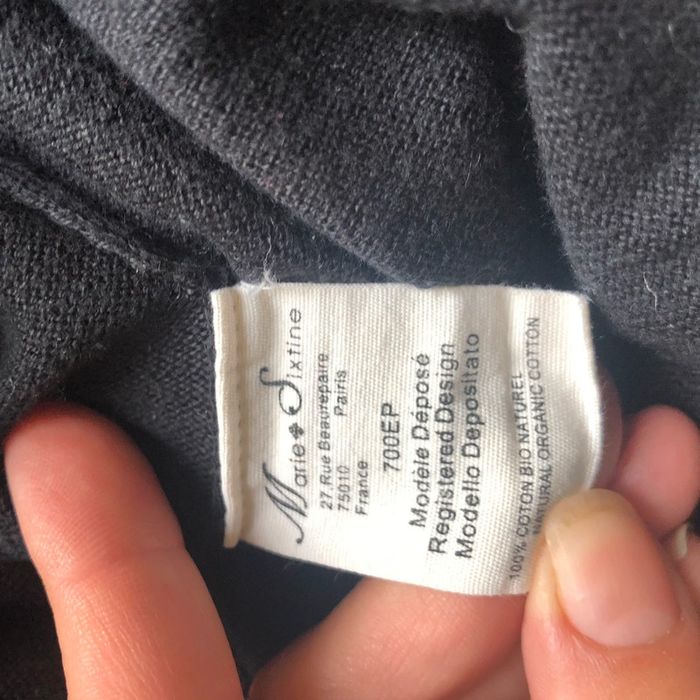 Marie Sixtine
27, Rue Beaurepaire
75010 Paris
France
700EP
Modèle Déposé
Registered Design
Modello Depositato
100% COTON BIO NATUREL
NATURAL ORGANIC COTTON